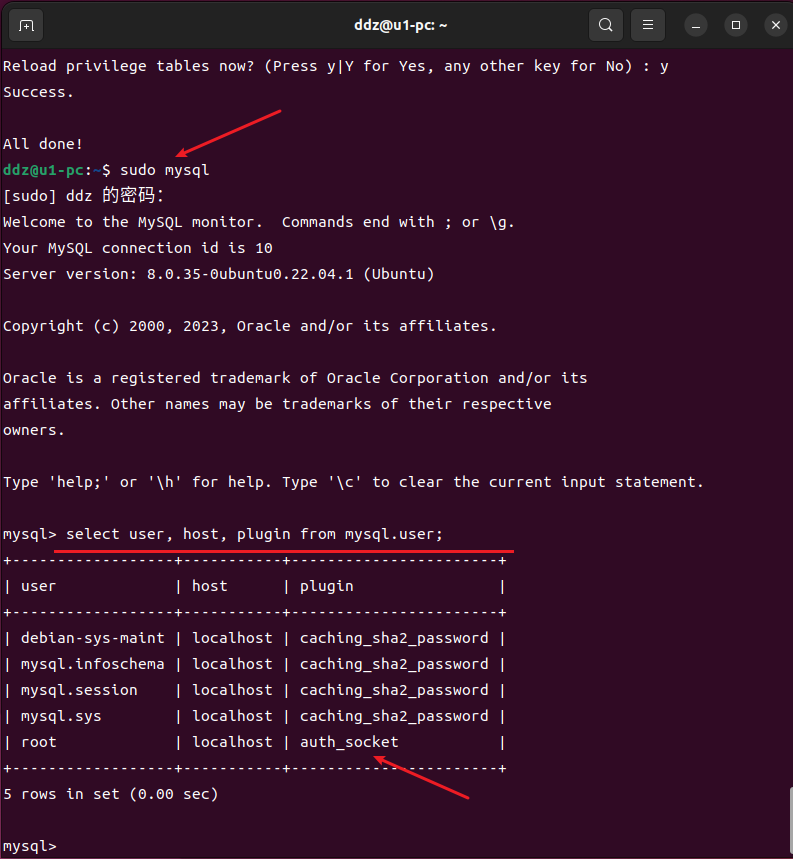 ddz@u1-pc: ~
Reload privilege tables now? (Press y|Y for Yes, any other key for No) : y
Success.
All done!
ddz@u1-pc:~$ sudo mysql
[sudo] ddz 的密码：
Welcome to the MySQL monitor.  Commands end with ; or \g.
Your MySQL connection id is 10
Server version: 8.0.35-0ubuntu0.22.04.1 (Ubuntu)
Copyright (c) 2000, 2023, Oracle and/or its affiliates.
Oracle is a registered trademark of Oracle Corporation and/or its
affiliates. Other names may be trademarks of their respective
owners.
Type 'help;' or '\h' for help. Type '\c' to clear the current input statement.
mysql> select user, host, plugin from mysql.user;
+------------------+-----------+-----------------------+
| user             | host      | plugin                |
+------------------+-----------+-----------------------+
| debian-sys-maint | localhost | caching_sha2_password |
| mysql.infoschema | localhost | caching_sha2_password |
| mysql.session    | localhost | caching_sha2_password |
| mysql.sys        | localhost | caching_sha2_password |
| root             | localhost | auth_socket           |
+------------------+-----------+-----------------------+
5 rows in set (0.00 sec)
mysql>